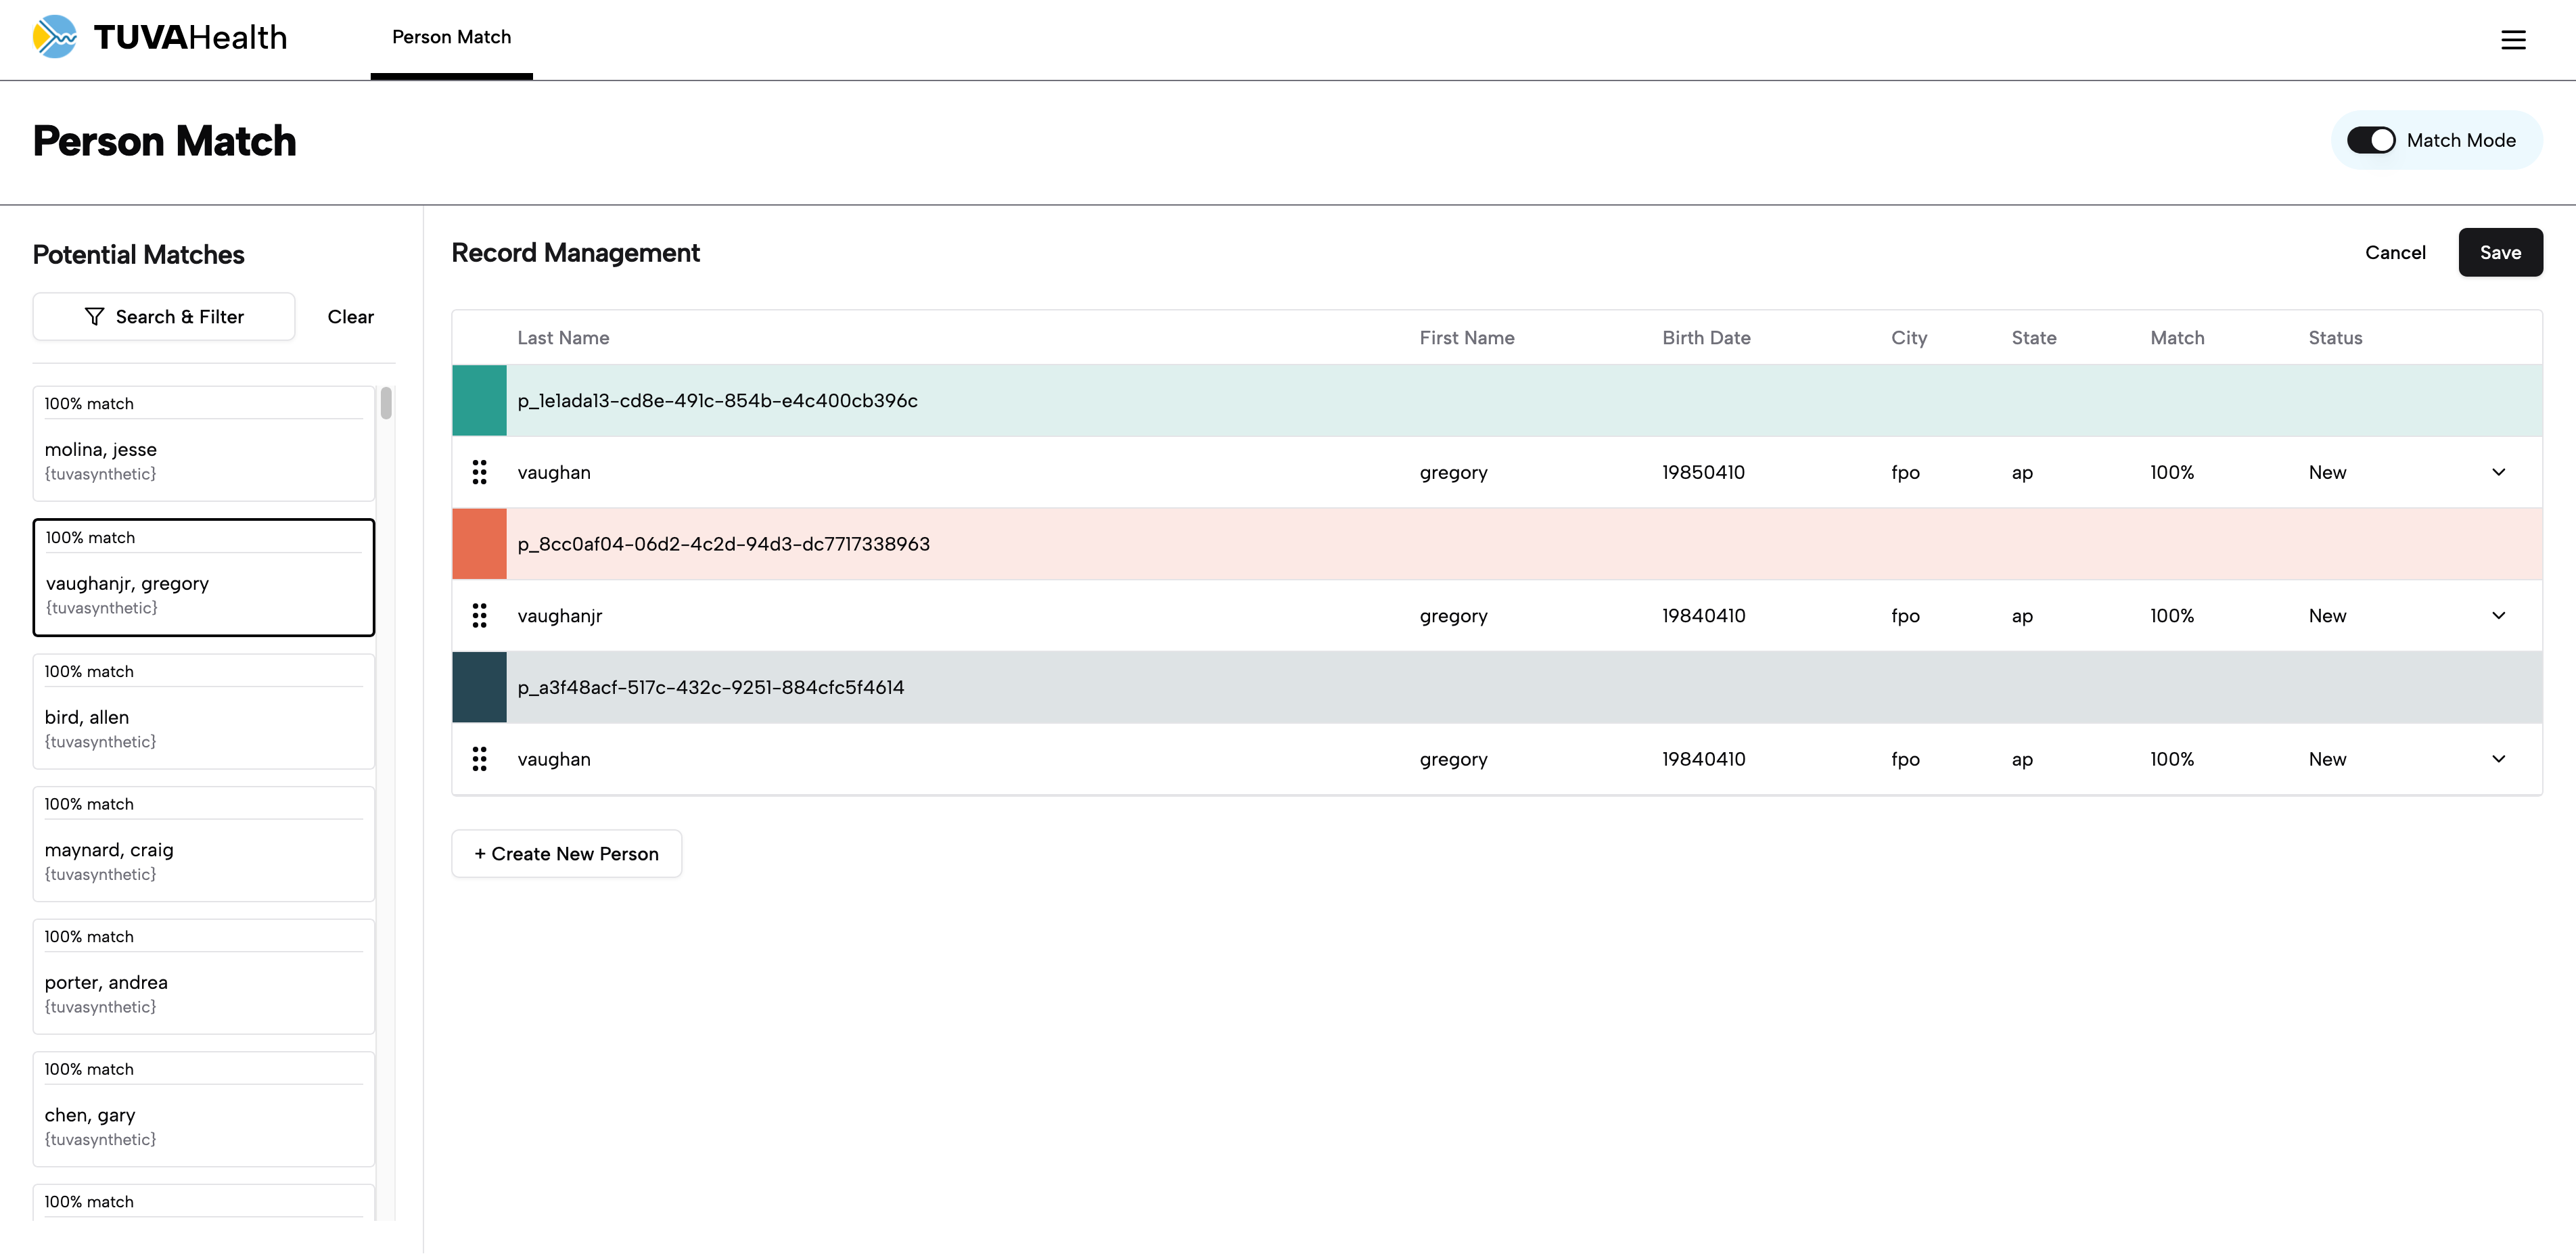 TUVAHealth
Person Match
Person Match
Match Mode
Potential Matches
Search & Filter
Clear
100% match
molina, jesse
{tuvasynthetic}
100% match
vaughanjr, gregory
{tuvasynthetic}
100% match
bird, allen
{tuvasynthetic}
100% match
maynard, craig
{tuvasynthetic}
100% match
porter, andrea
{tuvasynthetic}
100% match
chen, gary
{tuvasynthetic}
100% match
Record Management
Cancel
Save
Last Name First Name Birth Date City State Match Status
p_1e1ada13-cd8e-491c-854b-e4c400cb396c
vaughan gregory 19850410 fpo ap 100% New
p_8cc0af04-06d2-4c2d-94d3-dc7717338963
vaughanjr gregory 19840410 fpo ap 100% New
p_a3f48acf-517c-432c-9251-884cfc5f4614
vaughan gregory 19840410 fpo ap 100% New
+ Create New Person